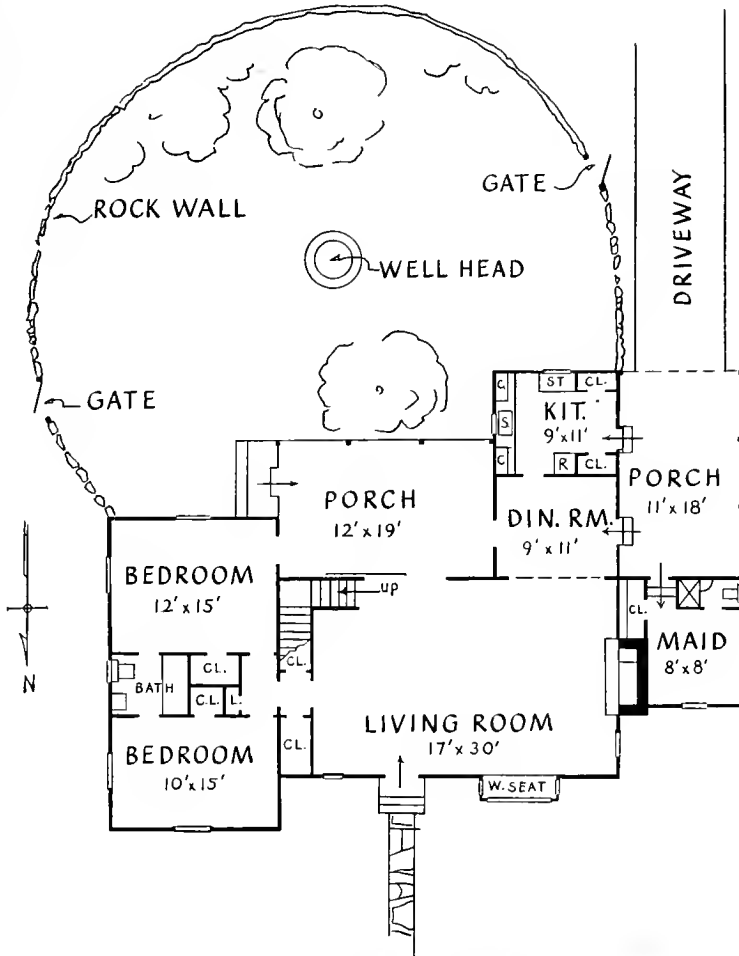 GATE
DRIVEWAY
ROCK WALL
WELL HEAD
GATE
C.
ST
CL.
S.
KIT.
9'x11'
C
R
CL.
PORCH
12'x19'
DIN. RM.
9'x11'
PORCH
11'x18'
BEDROOM
12'x15'
UP
CL.
CL.
MAID
8'x8'
N
BATH
CL.
C.L.
L.
LIVING ROOM
17'x30'
BEDROOM
10'x15'
CL.
W. SEAT